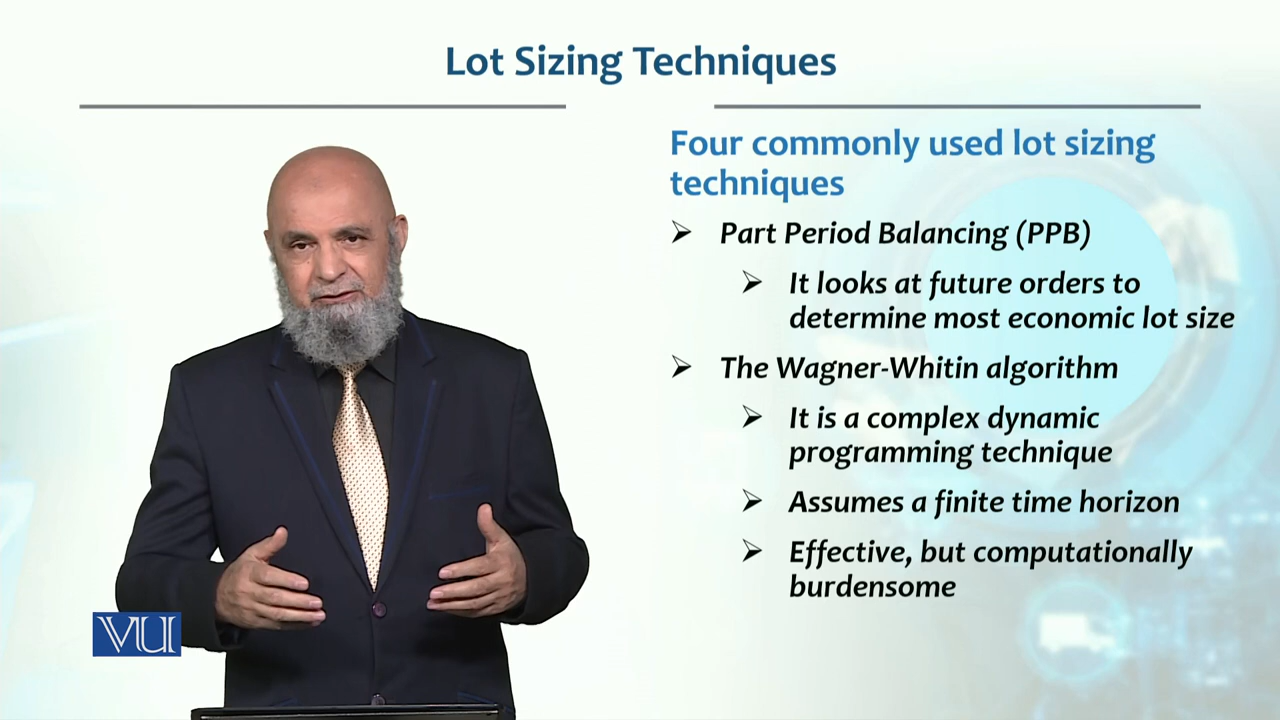 Lot Sizing Techniques
Four commonly used lot sizing
techniques
Part Period Balancing (PPB)
It looks at future orders to
determine most economic lot size
The Wagner-Whitin algorithm
It is a complex dynamic
programming technique
Assumes a finite time horizon
Effective, but computationally
burdensome
VU